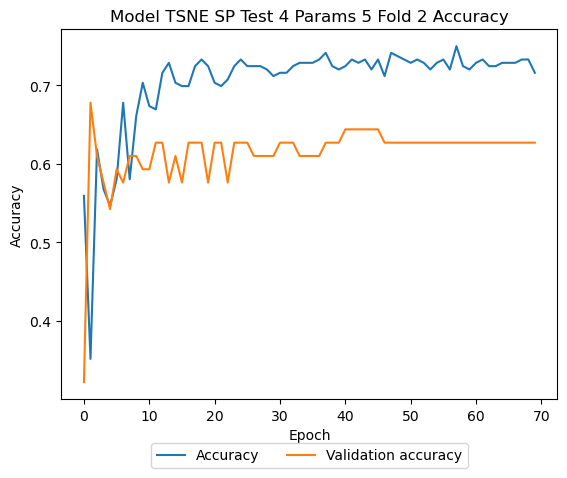 Model TSNE SP Test 4 Params 5 Fold 2 Accuracy
0.7
0.6
0.5
0.4
Accuracy
0 10 20 30 40 50 60 70
Epoch
Accuracy Validation accuracy